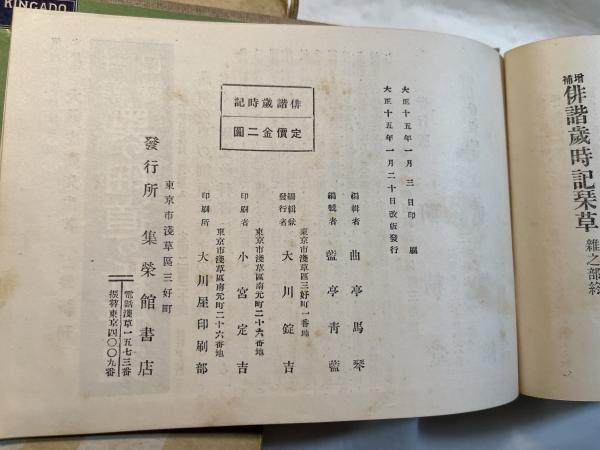 KINGADO
増補
俳諧歳時記栞草
雜之部終
大正十五年一月三日印刷
大正十五年一月二十日改版發行
俳諧歲時記
定價金二圓
編輯者 曲亭馬琴
編輯者 藍亭靑藍
東京市淺草區三好町一番地
編輯兼發行者 大川錠吉
東京市淺草區南元町二十六番地
印刷者 小宮定吉
東京市淺草區南元町二十六番地
印刷所 大川屋印刷部
東京市淺草區三好町
發行所 集榮館書店
電話淺草一五七三番
振替東京四〇〇九番